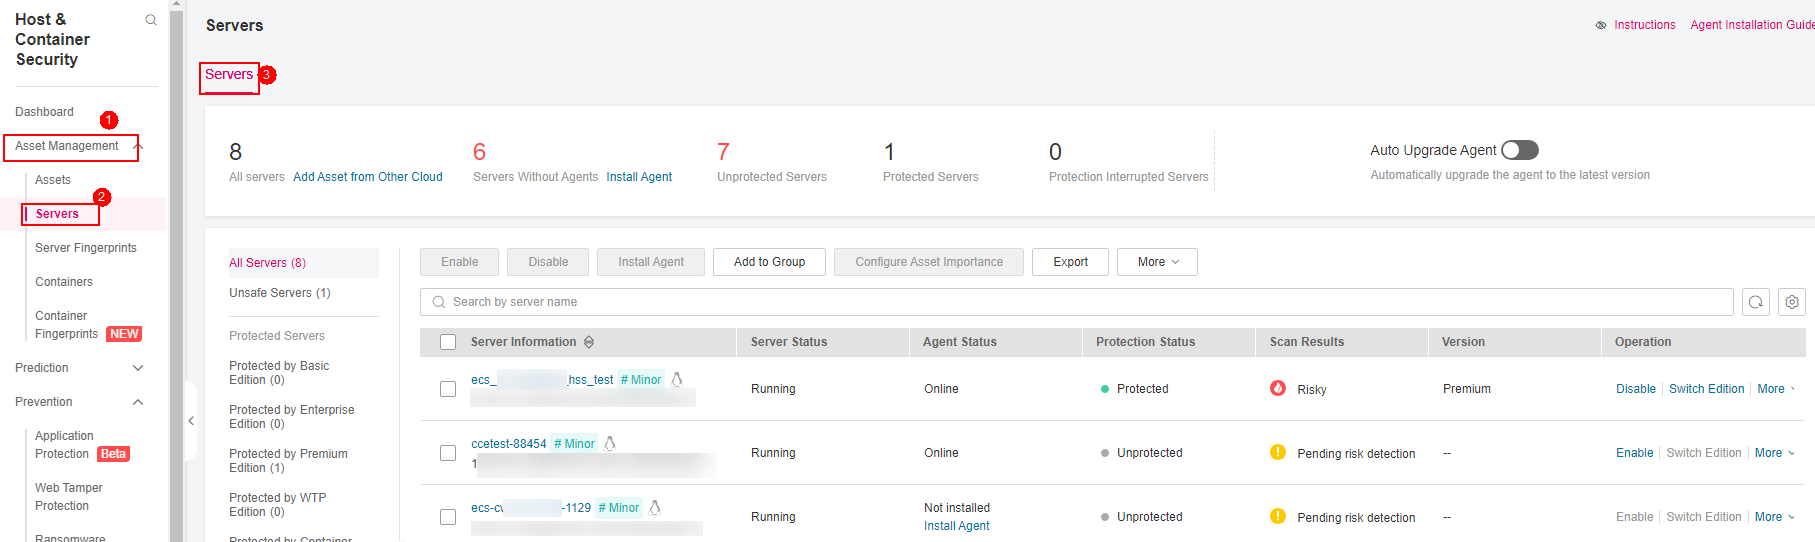 Host &
Container
Security
Dashboard
1
Asset Management
Assets
2
Servers
Server Fingerprints
Containers
Container
Fingerprints NEW
Prediction
Prevention
Application
Protection Beta
Web Tamper
Protection
Ransomware
Servers
Instructions Agent Installation Guide
Servers 3
8 6 7 1 0
All servers Add Asset from Other Cloud Servers Without Agents Install Agent Unprotected Servers Protected Servers Protection Interrupted Servers
Auto Upgrade Agent
Automatically upgrade the agent to the latest version
All Servers (8)
Unsafe Servers (1)
Protected Servers
Protected by Basic
Edition (0)
Protected by Enterprise
Edition (0)
Protected by Premium
Edition (1)
Protected by WTP
Edition (0)
Protected by Container
Enable Disable Install Agent Add to Group Configure Asset Importance Export More
Search by server name
Server Information Server Status Agent Status Protection Status Scan Results Version Operation
ecs_ _hss_test # Minor Running Online Protected Risky Premium Disable Switch Edition More
ccetest-88454 # Minor Running Online Unprotected Pending risk detection -- Enable Switch Edition More
1
ecs-cv -1129 # Minor Running Not installed Unprotected Pending risk detection -- Enable Switch Edition More
Install Agent